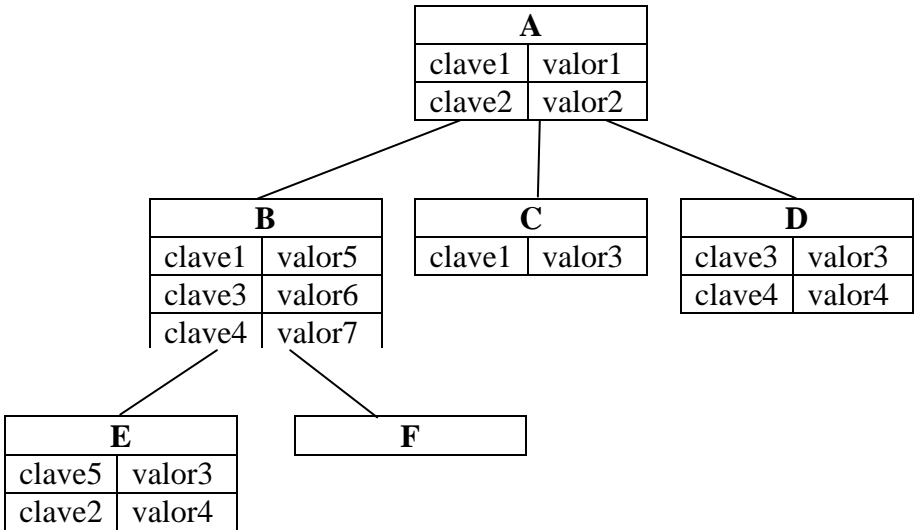 A
clave1 valor1
clave2 valor2
B
clave1 valor5
clave3 valor6
clave4 valor7
C
clave1 valor3
D
clave3 valor3
clave4 valor4
E
clave5 valor3
clave2 valor4
F